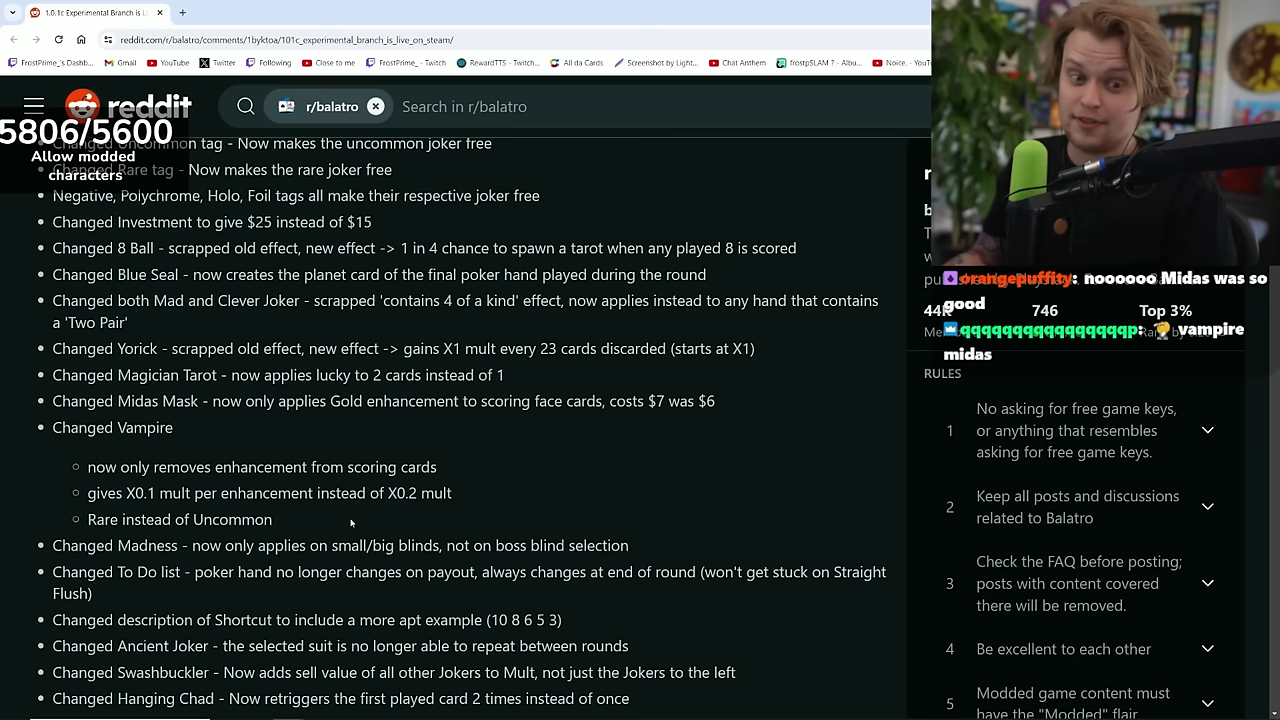 1.0.1c Experimental Branch is L
reddit.com/r/balatro/comments/1byktoa/101c_experimental_branch_is_live_on_steam/
FrostPrime_'s Dashb... Gmail YouTube Twitter Following Close to me FrostPrime_ - Twitch RewardTTS - Twitch... All da Cards Screenshots by Light... Chat Anthem frostpSLAM ? - Albu... Noice. - You
reddit r/balatro Search in r/balatro
5806/5600
Allow modded
characters
Changed Uncommon tag - Now makes the uncommon joker free
Changed Rare tag - Now makes the rare joker free
Negative, Polychrome, Holo, Foil tags all make their respective joker free
Changed Investment to give $25 instead of $15
Changed 8 Ball - scrapped old effect, new effect -> 1 in 4 chance to spawn a tarot when any played 8 is scored
Changed Blue Seal - now creates the planet card of the final poker hand played during the round
Changed both Mad and Clever Joker - scrapped 'contains 4 of a kind' effect, now applies instead to any hand that contains
a 'Two Pair'
Changed Yorick - scrapped old effect, new effect -> gains X1 mult every 23 cards discarded (starts at X1)
Changed Magician Tarot - now applies lucky to 2 cards instead of 1
Changed Midas Mask - now only applies Gold enhancement to scoring face cards, costs $7 was $6
Changed Vampire
now only removes enhancement from scoring cards
gives X0.1 mult per enhancement instead of X0.2 mult
Rare instead of Uncommon
Changed Madness - now only applies on small/big blinds, not on boss blind selection
Changed To Do list - poker hand no longer changes on payout, always changes at end of round (won't get stuck on Straight
Flush)
Changed description of Shortcut to include a more apt example (10 8 6 5 3)
Changed Ancient Joker - the selected suit is no longer able to repeat between rounds
Changed Swashbuckler - Now adds sell value of all other Jokers to Mult, not just the Jokers to the left
Changed Hanging Chad - Now retriggers the first played card 2 times instead of once
orangepuffity: noooooo Midas was so
good
qqqqqqqqqqqqqqqp: vampire
midas
746 Top 3%
RULES
1 No asking for free game keys,
or anything that resembles
asking for free game keys.
2 Keep all posts and discussions
related to Balatro
3 Check the FAQ before posting;
posts with content covered
there will be removed.
4 Be excellent to each other
5 Modded game content must
have the "Modded" flair